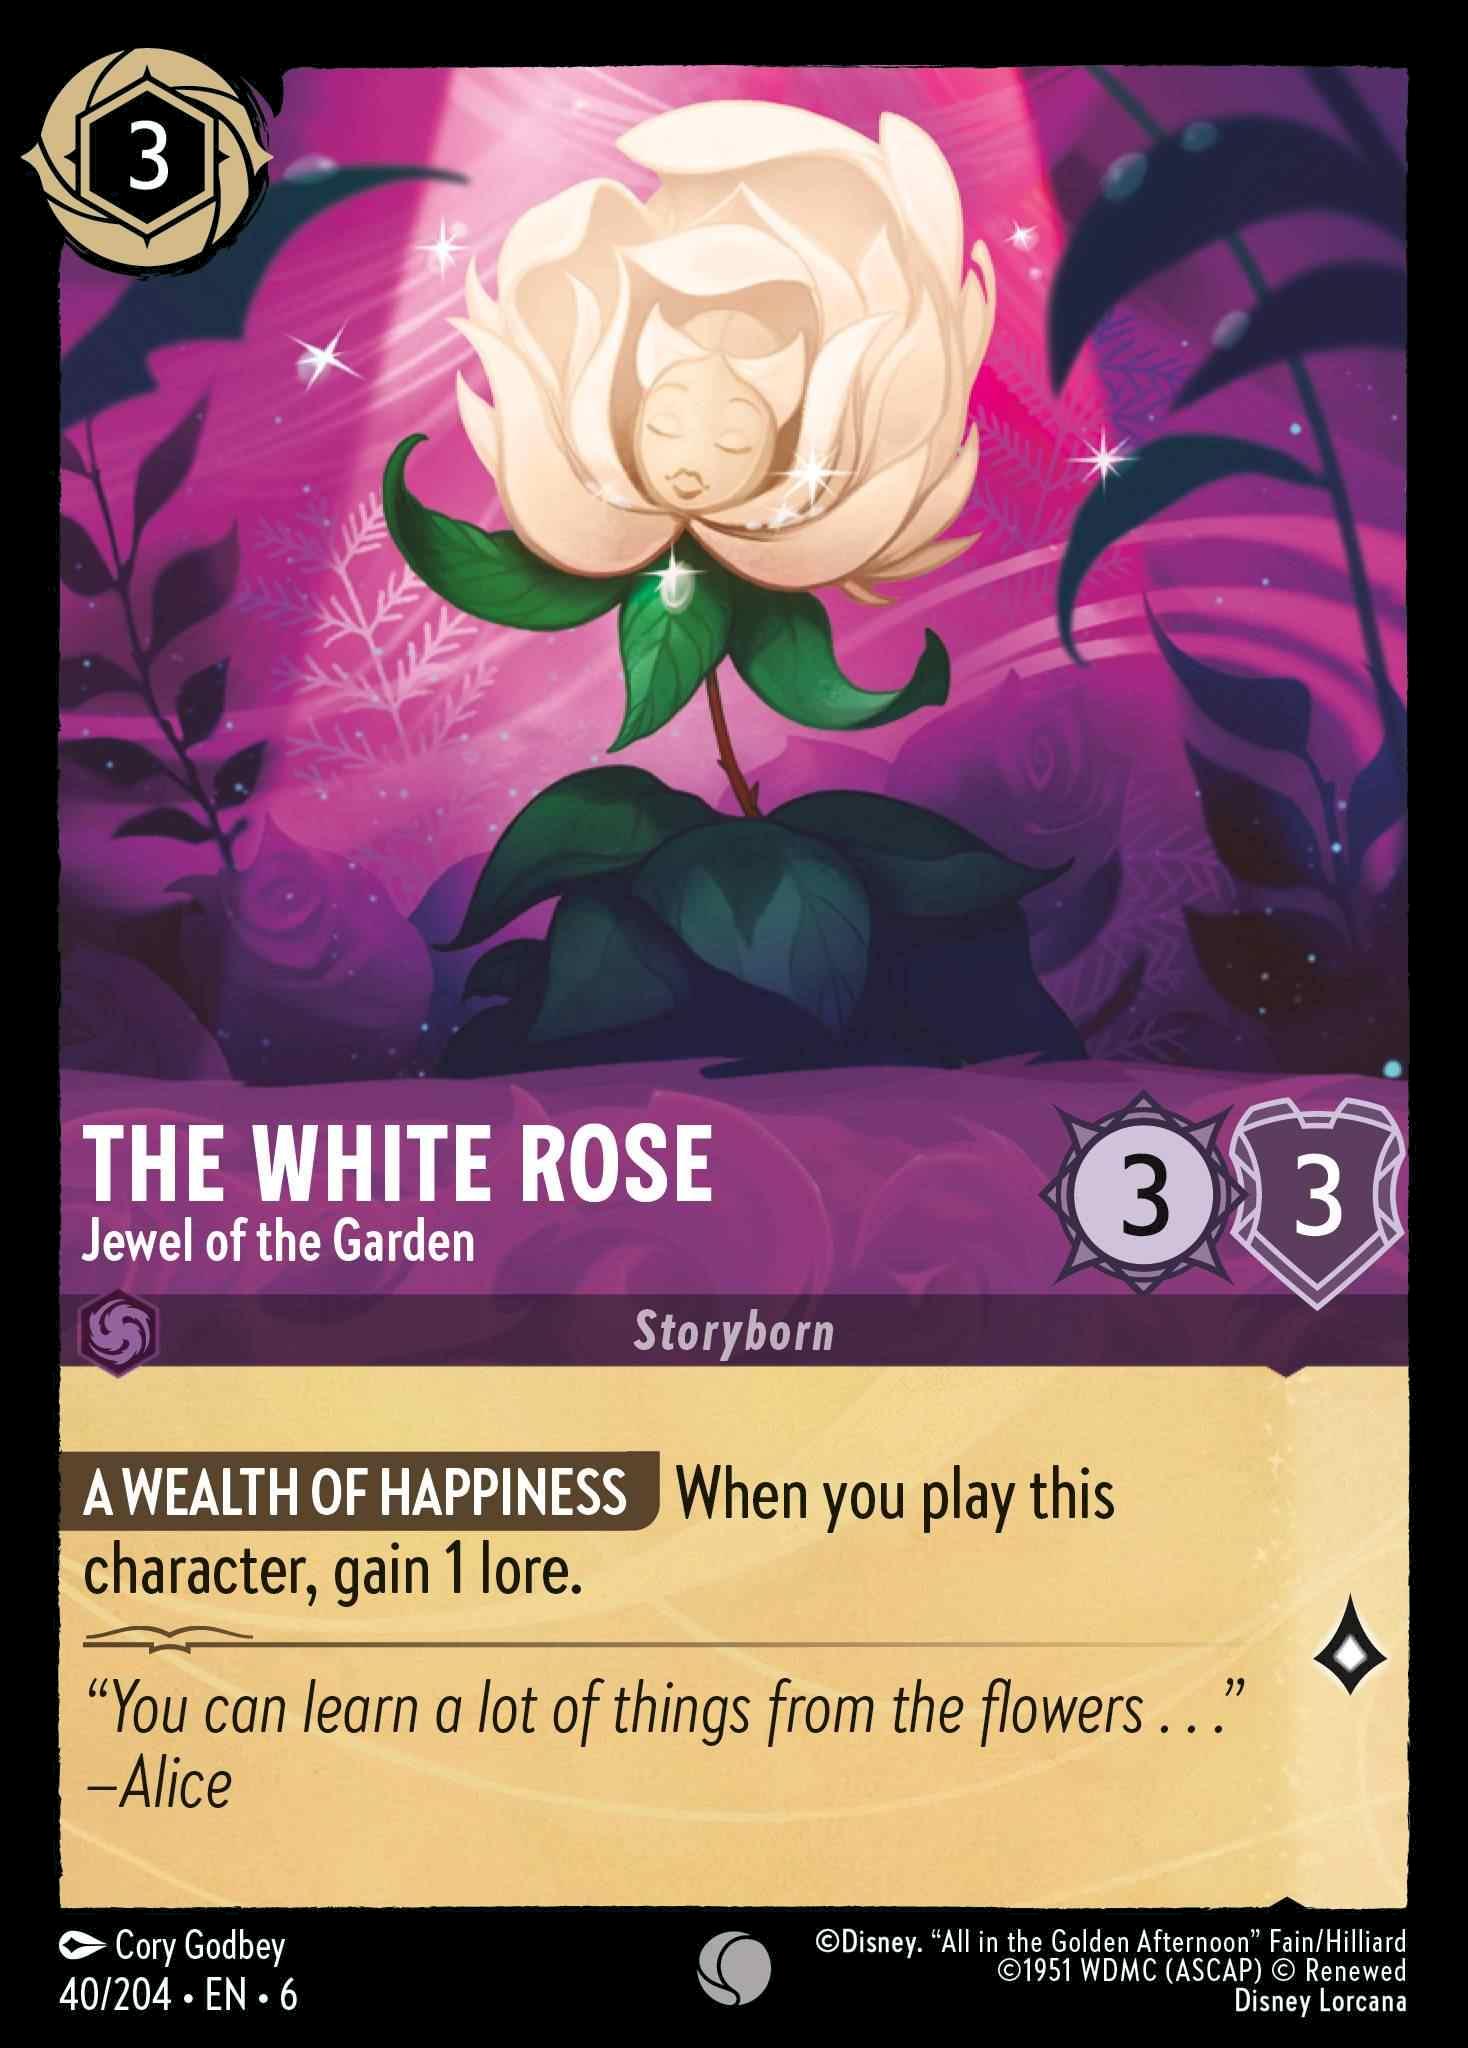 3
THE WHITE ROSE
Jewel of the Garden
3 3
Storyborn
A WEALTH OF HAPPINESS When you play this
character, gain 1 lore.
“You can learn a lot of things from the flowers . . .”
–Alice
Cory Godbey
40/204 • EN • 6
©Disney. “All in the Golden Afternoon” Fain/Hilliard
©1951 WDMC (ASCAP) © Renewed
Disney Lorcana